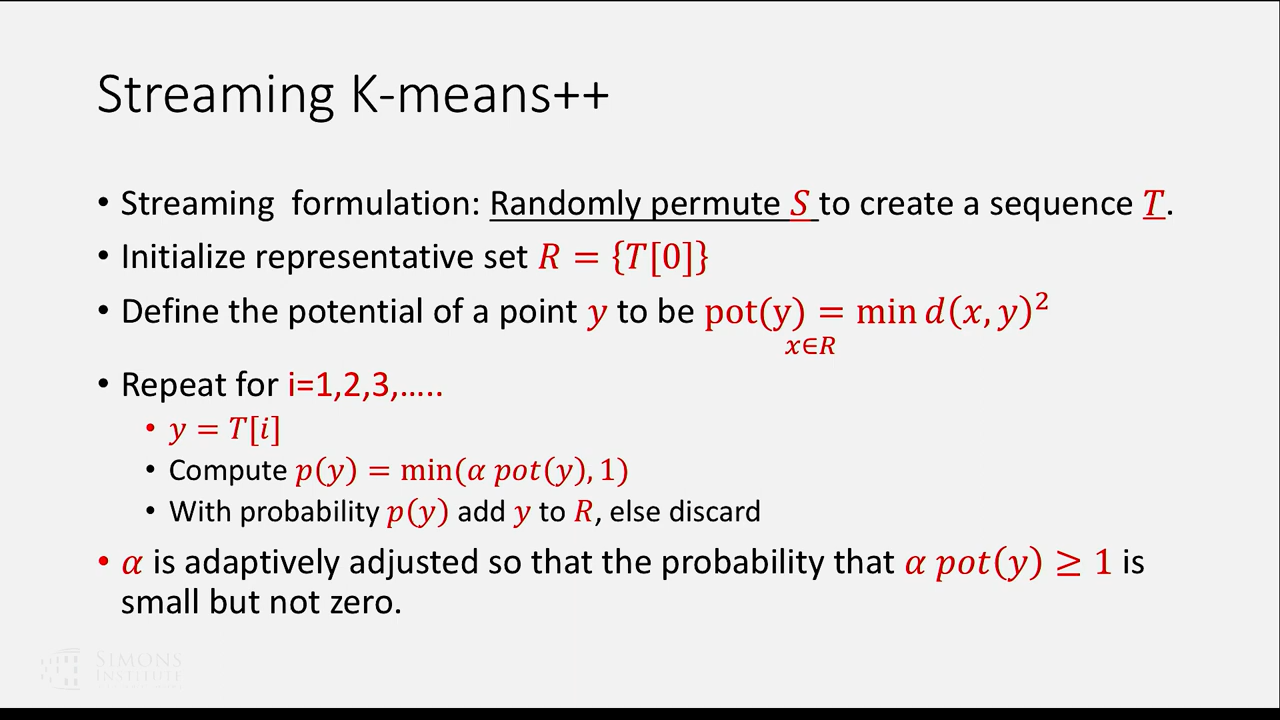 Streaming K-means++
• Streaming formulation: Randomly permute S to create a sequence T.
• Initialize representative set R = {T[0]}
• Define the potential of a point y to be pot(y) = min d(x, y)²
x∈R
• Repeat for i=1,2,3,…..
• y = T[i]
• Compute p(y) = min(α pot(y), 1)
• With probability p(y) add y to R, else discard
• α is adaptively adjusted so that the probability that α pot(y) ≥ 1 is
small but not zero.
SIMONS
INSTITUTE